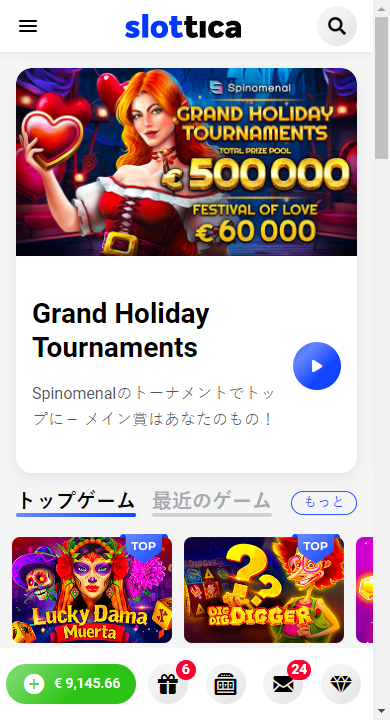 slottica
Spinomenal
GRAND HOLIDAY
TOURNAMENTS
TOTAL PRIZE POOL
€ 500 000
FESTIVAL OF LOVE
€ 60 000
Grand Holiday
Tournaments
Spinomenalのトーナメントでトッ
プに – メイン賞はあなたのもの！
トップゲーム 最近のゲーム もっと
TOP TOP
Lucky Dama
Muerta
DIG
DIG DIGGER
6 24
€ 9,145.66